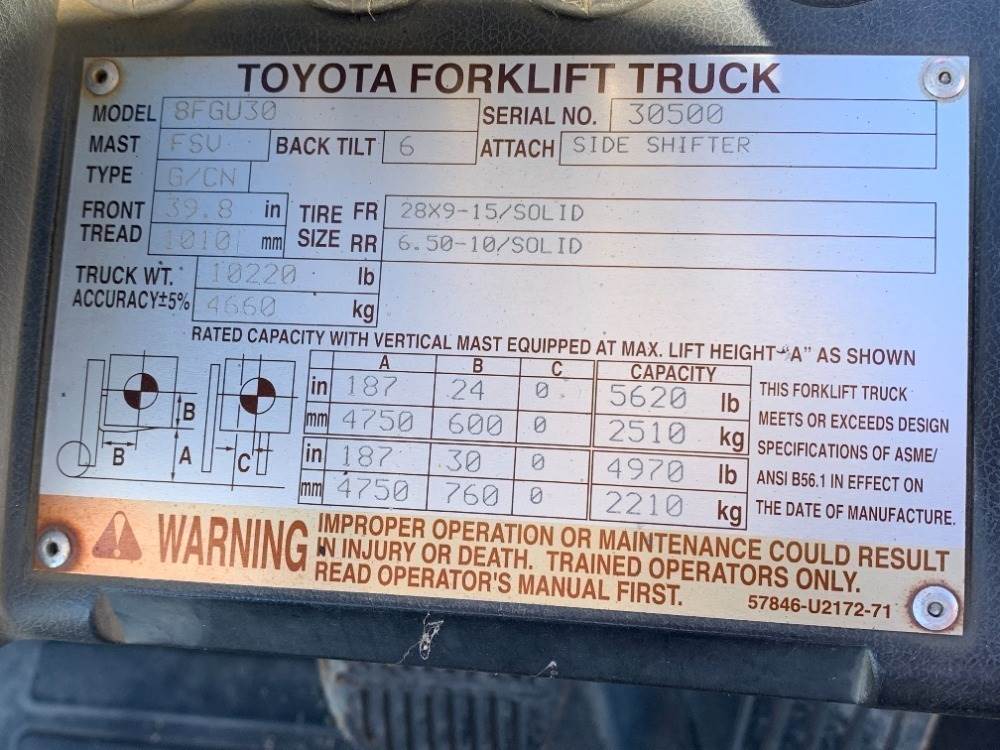 TOYOTA FORKLIFT TRUCK
MODEL 8FGU30 SERIAL NO. 30500
MAST FSV BACK TILT 6 ATTACH SIDE SHIFTER
TYPE G/CN
FRONT TREAD 39.8 in TIRE SIZE FR 28X9-15/SOLID
1010 mm RR 6.50-10/SOLID
TRUCK WT. 10220 lb
ACCURACY±5% 4660 kg
RATED CAPACITY WITH VERTICAL MAST EQUIPPED AT MAX. LIFT HEIGHT-"A" AS SHOWN
A B C CAPACITY
in 187 24 0 5620 lb
mm 4750 600 0 2510 kg
in 187 30 0 4970 lb
mm 4750 760 0 2210 kg
B B A C
THIS FORKLIFT TRUCK
MEETS OR EXCEEDS DESIGN
SPECIFICATIONS OF ASME/
ANSI B56.1 IN EFFECT ON
THE DATE OF MANUFACTURE.
WARNING
IMPROPER OPERATION OR MAINTENANCE COULD RESULT
IN INJURY OR DEATH. TRAINED OPERATORS ONLY.
READ OPERATOR'S MANUAL FIRST.
57846-U2172-71